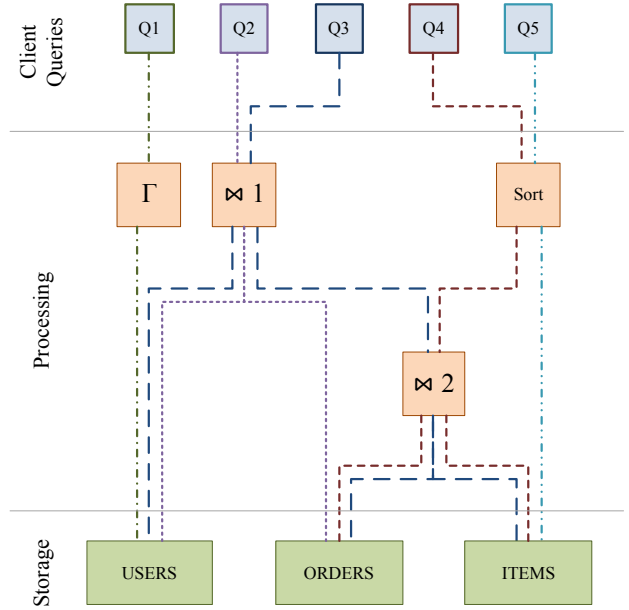 Q1 Q2 Q3 Q4 Q5
Client
Queries
Γ ⋈ 1 Sort
Processing
⋈ 2
Storage
USERS ORDERS ITEMS